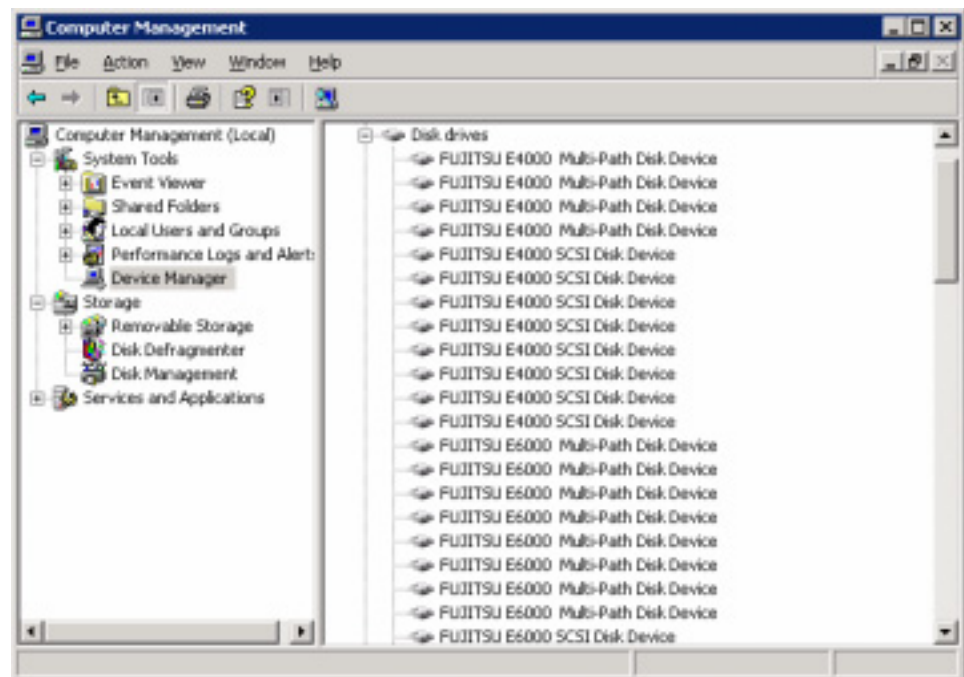 Computer Management
File Action View Window Help
Computer Management (Local)
System Tools
Event Viewer
Shared Folders
Local Users and Groups
Performance Logs and Alert
Device Manager
Storage
Removable Storage
Disk Defragmenter
Disk Management
Services and Applications
Disk drives
FUJITSU E4000 Multi-Path Disk Device
FUJITSU E4000 Multi-Path Disk Device
FUJITSU E4000 Multi-Path Disk Device
FUJITSU E4000 Multi-Path Disk Device
FUJITSU E4000 SCSI Disk Device
FUJITSU E4000 SCSI Disk Device
FUJITSU E4000 SCSI Disk Device
FUJITSU E4000 SCSI Disk Device
FUJITSU E4000 SCSI Disk Device
FUJITSU E4000 SCSI Disk Device
FUJITSU E4000 SCSI Disk Device
FUJITSU E4000 SCSI Disk Device
FUJITSU E6000 Multi-Path Disk Device
FUJITSU E6000 Multi-Path Disk Device
FUJITSU E6000 Multi-Path Disk Device
FUJITSU E6000 Multi-Path Disk Device
FUJITSU E6000 Multi-Path Disk Device
FUJITSU E6000 Multi-Path Disk Device
FUJITSU E6000 Multi-Path Disk Device
FUJITSU E6000 Multi-Path Disk Device
FUJITSU E6000 SCSI Disk Device